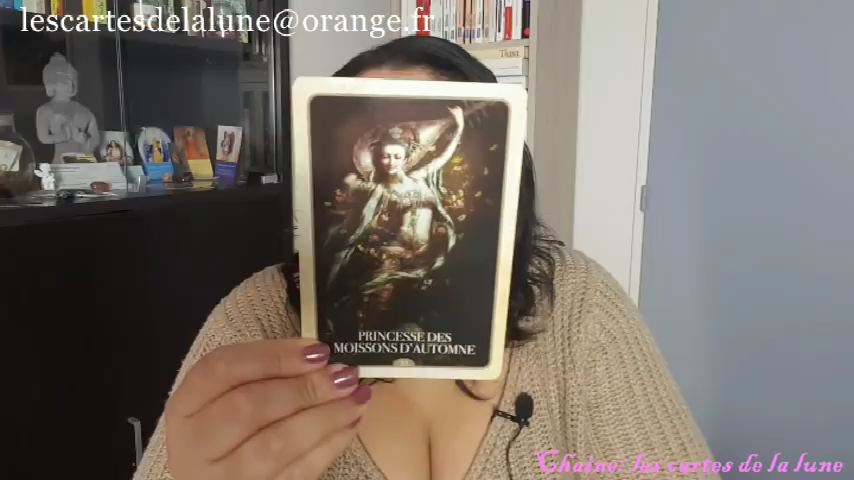 lescartesdelalune@orange.fr
PRINCESSE DES
MOISSONS D'AUTOMNE
Chaine: les cartes de la lune